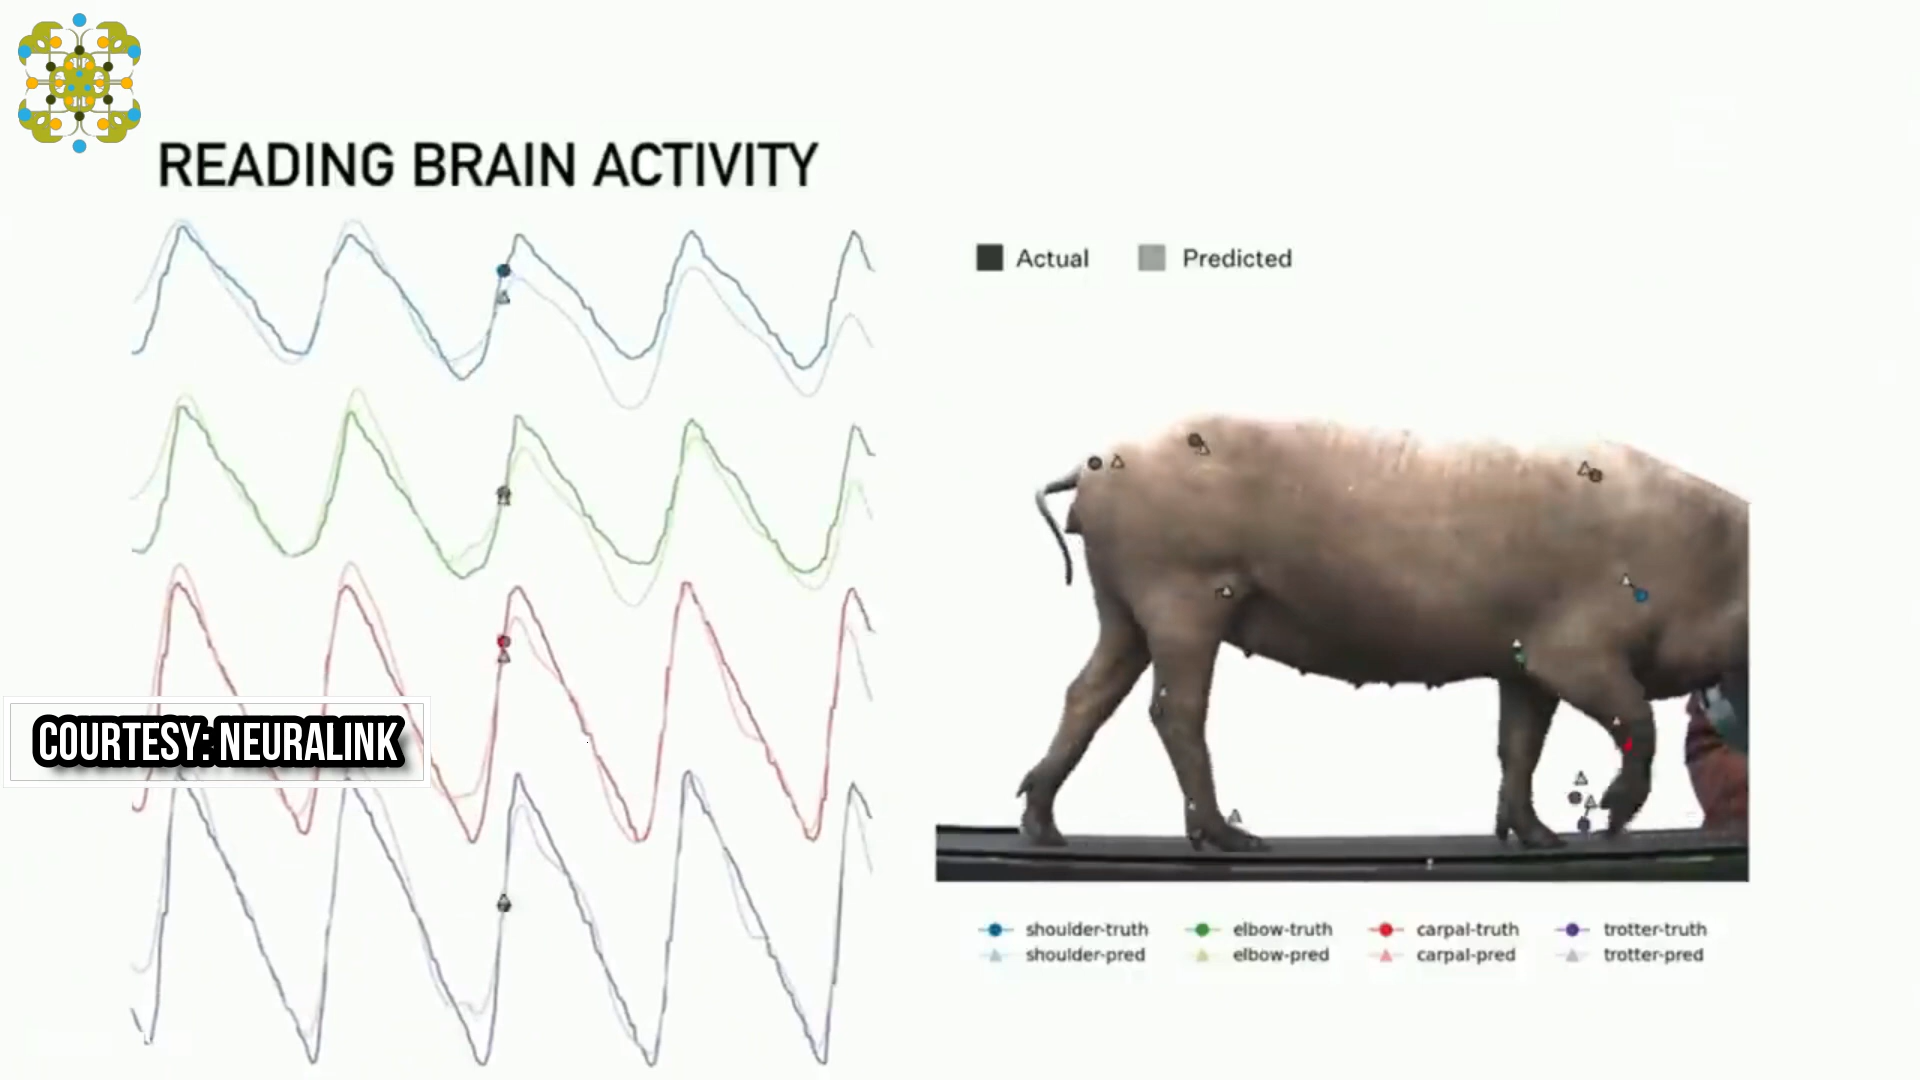 READING BRAIN ACTIVITY
Actual
Predicted
COURTESY: NEURALINK
shoulder-truth
elbow-truth
carpal-truth
trotter-truth
shoulder-pred
elbow-pred
carpal-pred
trotter-pred